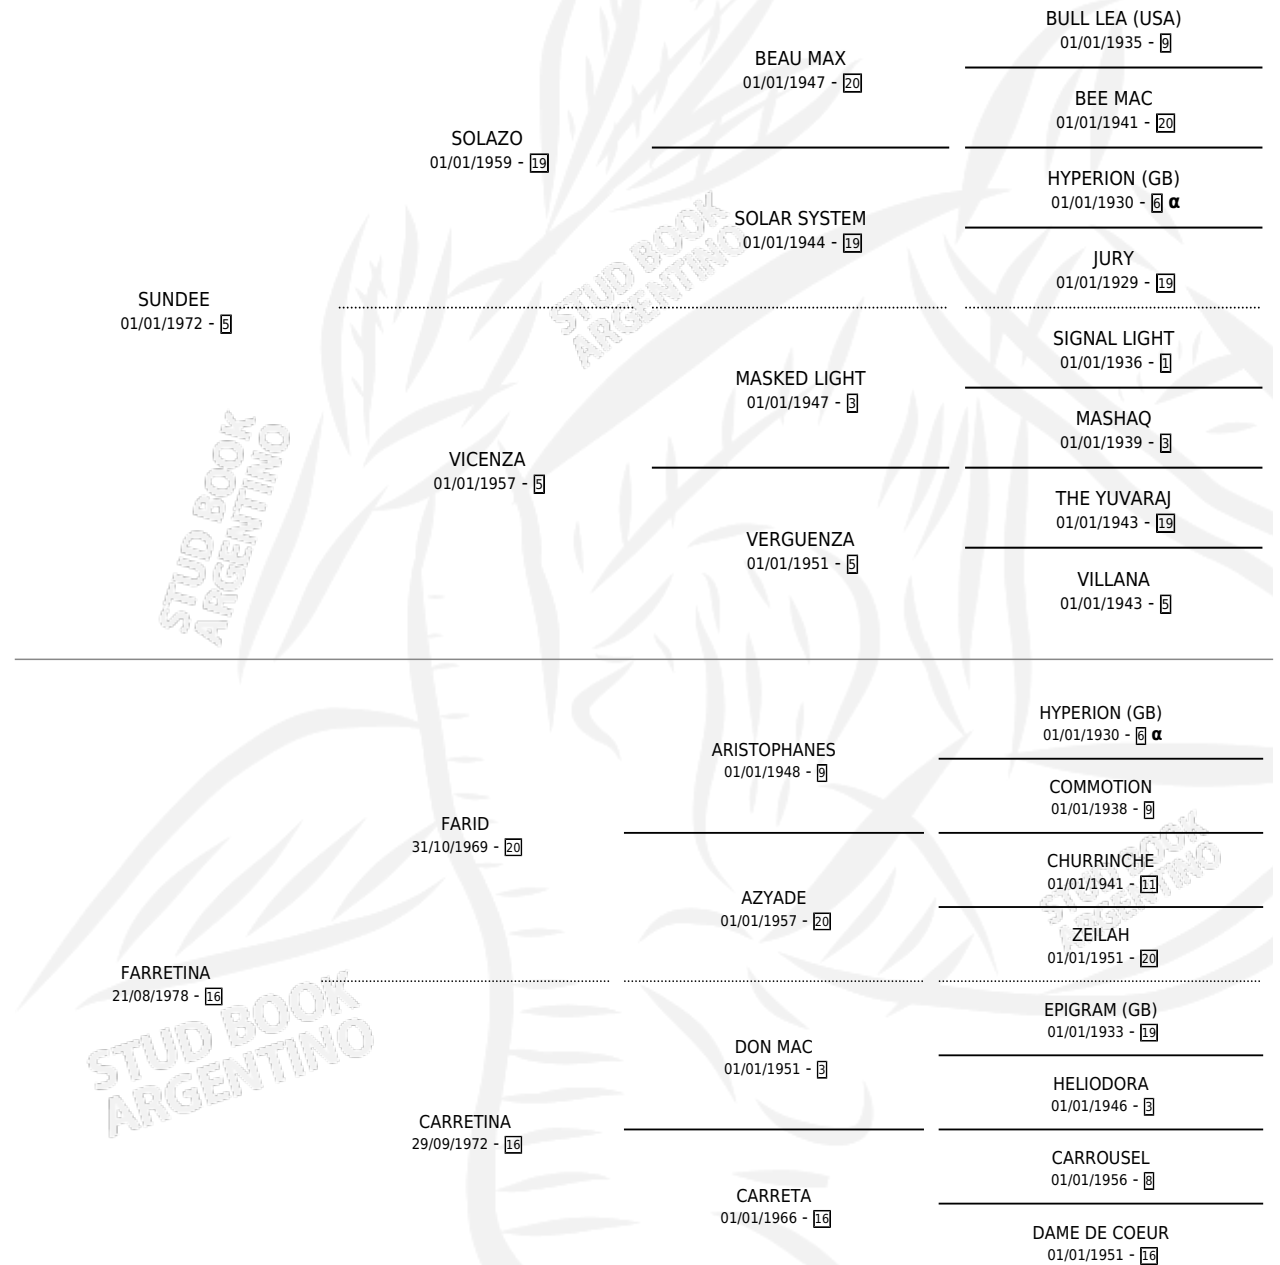 BULL LEA (USA)
01/01/1935 - 9
BEAU MAX
01/01/1947 - 20
BEE MAC
01/01/1941 - 20
SOLAZO
01/01/1959 - 19
HYPERION (GB)
01/01/1930 - 6 α
SOLAR SYSTEM
01/01/1944 - 19
JURY
01/01/1929 - 19
SUNDEE
01/01/1972 - 5
SIGNAL LIGHT
01/01/1936 - 1
MASKED LIGHT
01/01/1947 - 3
MASHAQ
01/01/1939 - 3
VICENZA
01/01/1957 - 5
THE YUVARAJ
01/01/1943 - 19
VERGUENZA
01/01/1951 - 5
VILLANA
01/01/1943 - 5
HYPERION (GB)
01/01/1930 - 6 α
ARISTOPHANES
01/01/1948 - 9
COMMOTION
01/01/1938 - 9
FARID
31/10/1969 - 20
CHURRINCHE
01/01/1941 - 11
AZYADE
01/01/1957 - 20
ZEILAH
01/01/1951 - 20
FARRETINA
21/08/1978 - 16
EPIGRAM (GB)
01/01/1933 - 19
DON MAC
01/01/1951 - 3
HELIODORA
01/01/1946 - 3
CARRETINA
29/09/1972 - 16
CARROUSEL
01/01/1956 - 8
CARRETA
01/01/1966 - 16
DAME DE COEUR
01/01/1951 - 16
STUD BOOK
ARGENTINO
STUD BOOK
ARGENTINO
STUD BOOK
ARGENTINO
STUD BOOK
ARGENTINO